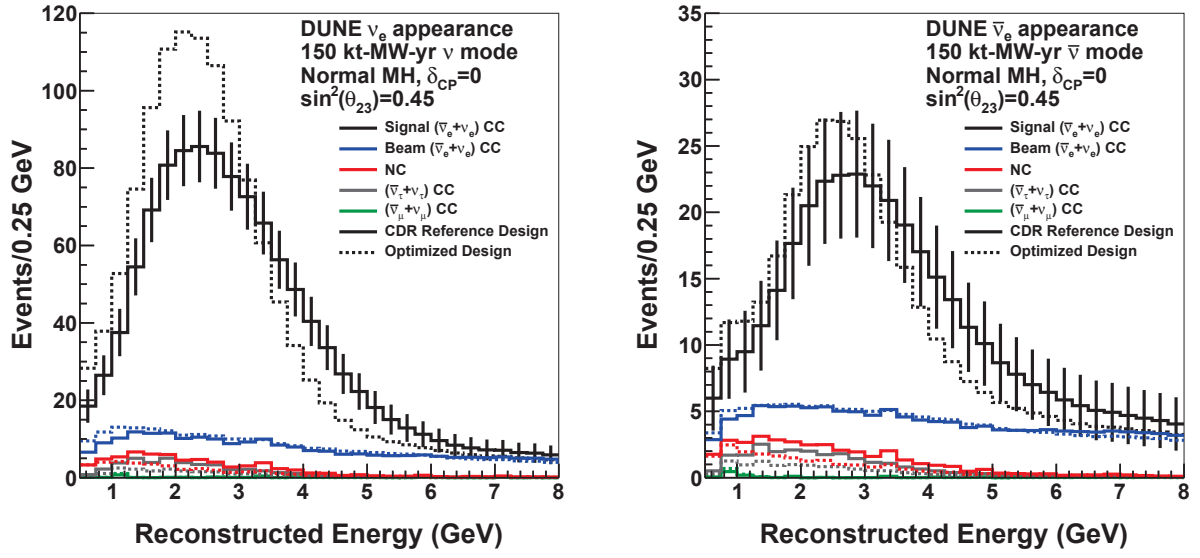 DUNE νe appearance
150 kt-MW-yr ν mode
Normal MH, δCP=0
sin²(θ23)=0.45
Signal (ν̄e+νe) CC
Beam (ν̄e+νe) CC
NC
(ν̄τ+ντ) CC
(ν̄μ+νμ) CC
CDR Reference Design
Optimized Design
Events/0.25 GeV
120
100
80
60
40
20
0
1 2 3 4 5 6 7 8
Reconstructed Energy (GeV)
DUNE ν̄e appearance
150 kt-MW-yr ν̄ mode
Normal MH, δCP=0
sin²(θ23)=0.45
Signal (ν̄e+νe) CC
Beam (ν̄e+νe) CC
NC
(ν̄τ+ντ) CC
(ν̄μ+νμ) CC
CDR Reference Design
Optimized Design
Events/0.25 GeV
35
30
25
20
15
10
5
0
1 2 3 4 5 6 7 8
Reconstructed Energy (GeV)